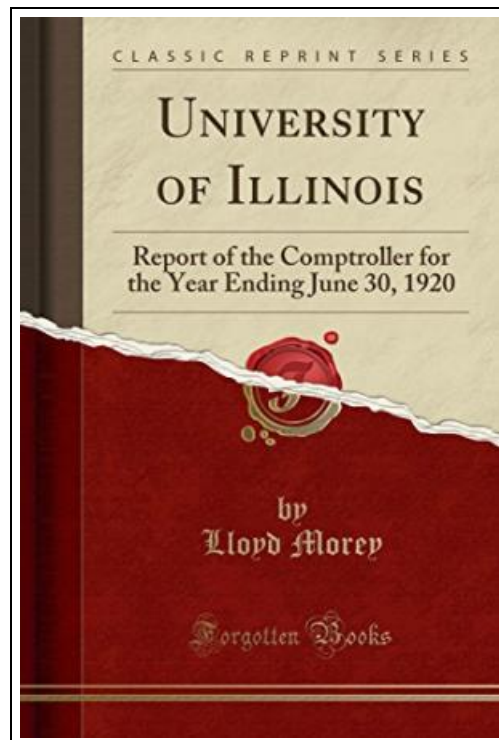 CLASSIC REPRINT SERIES
UNIVERSITY
OF ILLINOIS
Report of the Comptroller for
the Year Ending June 30, 1920
by
Lloyd Morey
Forgotten Books